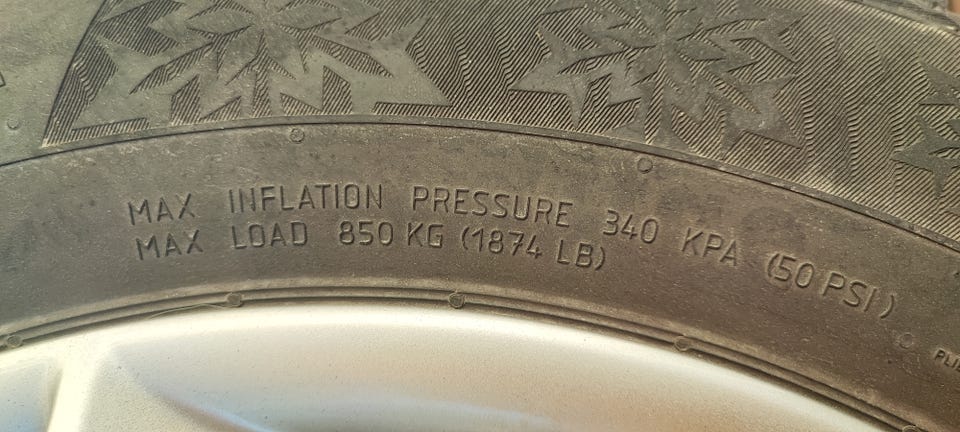 MAX INFLATION PRESSURE 340 KPA (50 PSI)
MAX LOAD 850 KG (1874 LB)